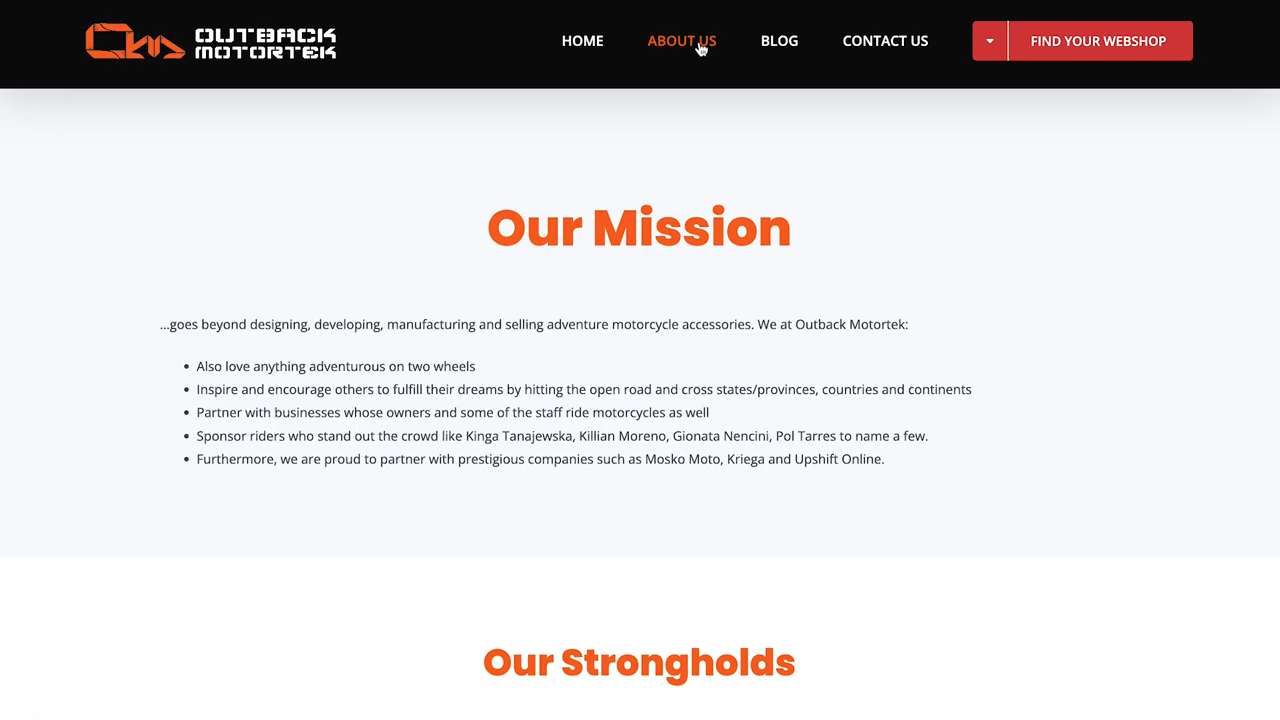 OUTBACK
MOTORTEK
HOME
ABOUT US
BLOG
CONTACT US
FIND YOUR WEBSHOP
Our Mission
...goes beyond designing, developing, manufacturing and selling adventure motorcycle accessories. We at Outback Motortek:
• Also love anything adventurous on two wheels
• Inspire and encourage others to fulfill their dreams by hitting the open road and cross states/provinces, countries and continents
• Partner with businesses whose owners and some of the staff ride motorcycles as well
• Sponsor riders who stand out the crowd like Kinga Tanajewska, Killian Moreno, Gionata Nencini, Pol Tarres to name a few.
• Furthermore, we are proud to partner with prestigious companies such as Mosko Moto, Kriega and Upshift Online.
Our Strongholds